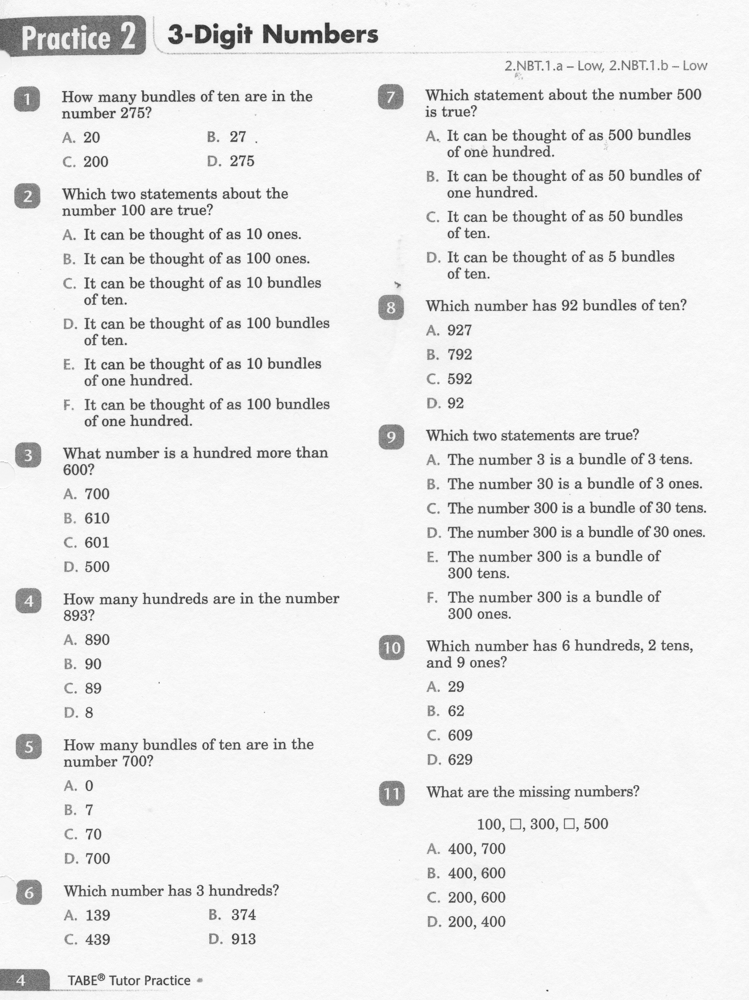 Practice 2
3-Digit Numbers
2.NBT.1.a – Low, 2.NBT.1.b – Low
1
How many bundles of ten are in the
number 275?
A. 20
B. 27
C. 200
D. 275
2
Which two statements about the
number 100 are true?
A. It can be thought of as 10 ones.
B. It can be thought of as 100 ones.
C. It can be thought of as 10 bundles
of ten.
D. It can be thought of as 100 bundles
of ten.
E. It can be thought of as 10 bundles
of one hundred.
F. It can be thought of as 100 bundles
of one hundred.
3
What number is a hundred more than
600?
A. 700
B. 610
C. 601
D. 500
4
How many hundreds are in the number
893?
A. 890
B. 90
C. 89
D. 8
5
How many bundles of ten are in the
number 700?
A. 0
B. 7
C. 70
D. 700
6
Which number has 3 hundreds?
A. 139
B. 374
C. 439
D. 913
7
Which statement about the number 500
is true?
A. It can be thought of as 500 bundles
of one hundred.
B. It can be thought of as 50 bundles of
one hundred.
C. It can be thought of as 50 bundles
of ten.
D. It can be thought of as 5 bundles
of ten.
8
Which number has 92 bundles of ten?
A. 927
B. 792
C. 592
D. 92
9
Which two statements are true?
A. The number 3 is a bundle of 3 tens.
B. The number 30 is a bundle of 3 ones.
C. The number 300 is a bundle of 30 tens.
D. The number 300 is a bundle of 30 ones.
E. The number 300 is a bundle of
300 tens.
F. The number 300 is a bundle of
300 ones.
10
Which number has 6 hundreds, 2 tens,
and 9 ones?
A. 29
B. 62
C. 609
D. 629
11
What are the missing numbers?
100, □, 300, □, 500
A. 400, 700
B. 400, 600
C. 200, 600
D. 200, 400
4
TABE® Tutor Practice